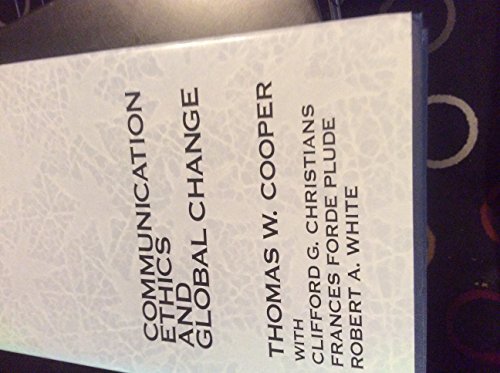 COMMUNICATION
ETHICS
AND
GLOBAL CHANGE
THOMAS W. COOPER
WITH
CLIFFORD G. CHRISTIANS
FRANCES FORDE PLUDE
ROBERT A. WHITE